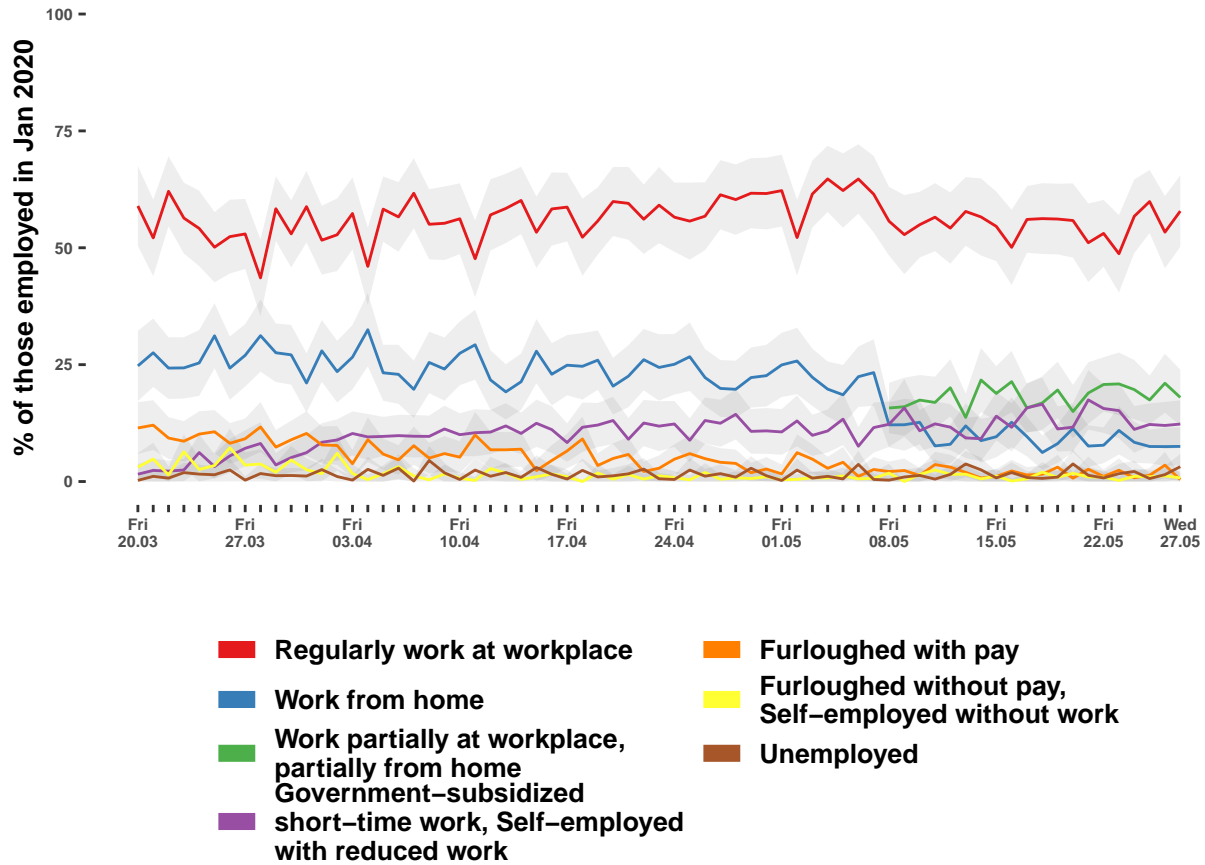 % of those employed in Jan 2020
100
75
50
25
0
Fri
20.03
Fri
27.03
Fri
03.04
Fri
10.04
Fri
17.04
Fri
24.04
Fri
01.05
Fri
08.05
Fri
15.05
Fri
22.05
Wed
27.05
Regularly work at workplace
Work from home
Work partially at workplace,
partially from home
Government−subsidized
short−time work, Self−employed
with reduced work
Furloughed with pay
Furloughed without pay,
Self−employed without work
Unemployed